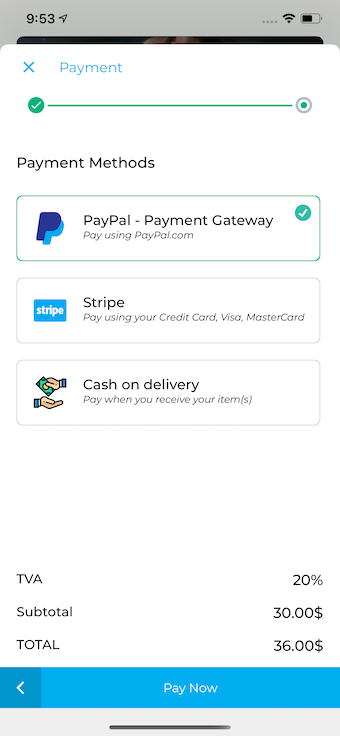 9:53
Payment
Payment Methods
PayPal - Payment Gateway
Pay using PayPal.com
stripe
Stripe
Pay using your Credit Card, Visa, MasterCard
Cash on delivery
Pay when you receive your item(s)
TVA 20%
Subtotal 30.00$
TOTAL 36.00$
Pay Now